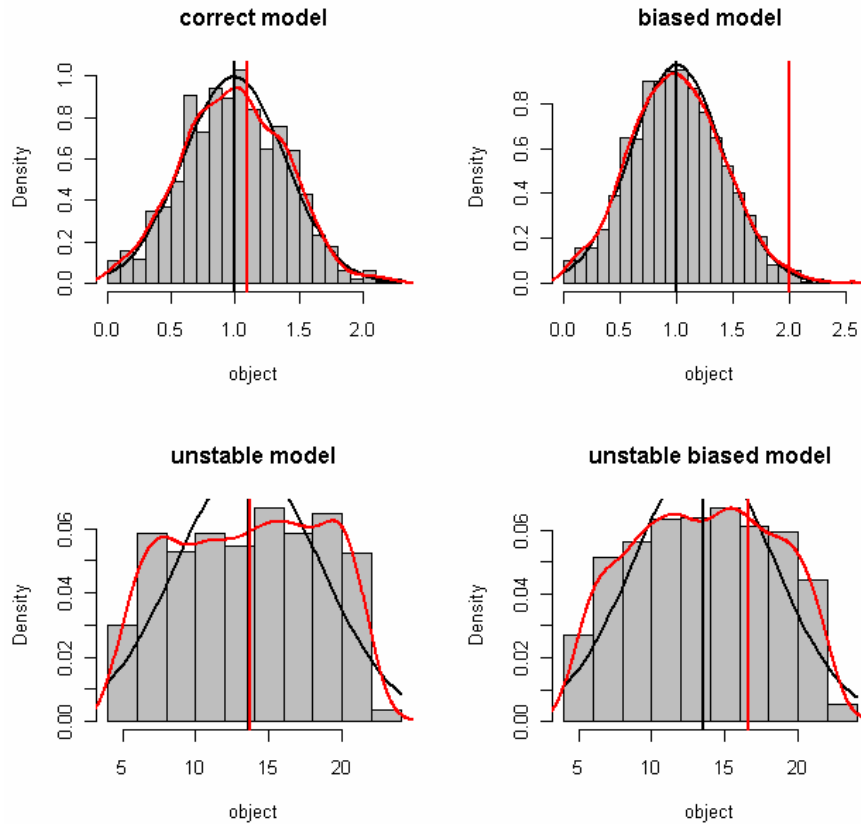 correct model
Density
0.0 0.2 0.4 0.6 0.8 1.0
0.0 0.5 1.0 1.5 2.0
object
biased model
Density
0.0 0.2 0.4 0.6 0.8
0.0 0.5 1.0 1.5 2.0 2.5
object
unstable model
Density
0.00 0.02 0.04 0.06
5 10 15 20
object
unstable biased model
Density
0.00 0.02 0.04 0.06
5 10 15 20
object